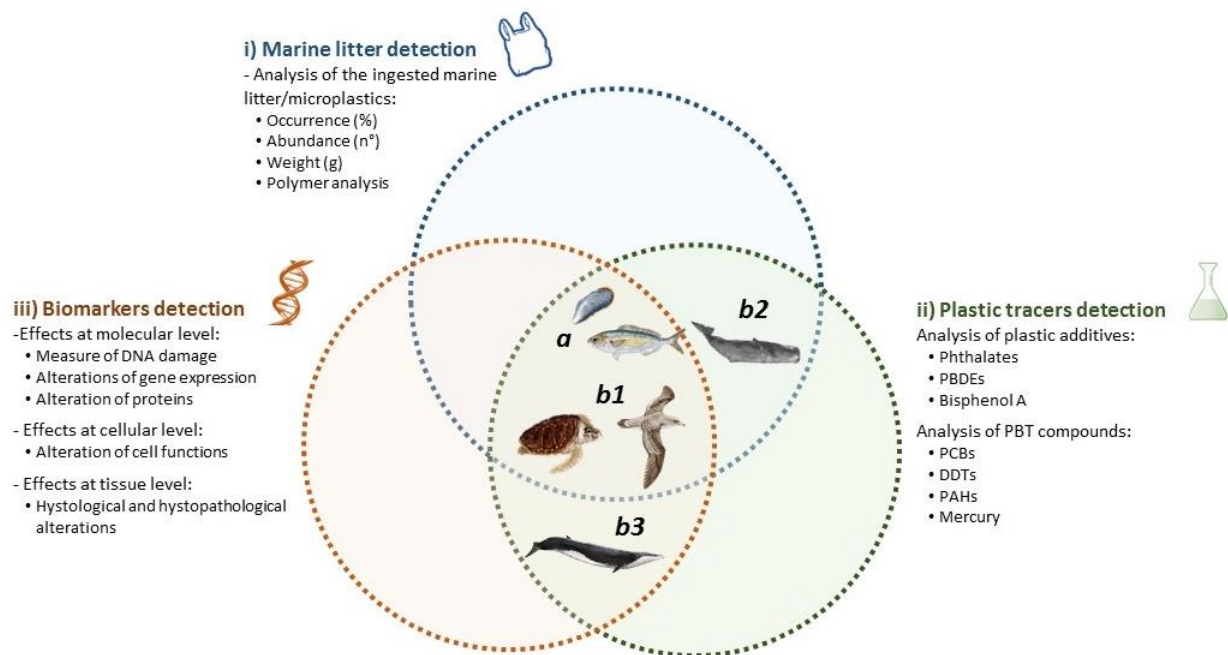 i) Marine litter detection
- Analysis of the ingested marine
litter/microplastics:
• Occurrence (%)
• Abundance (n°)
• Weight (g)
• Polymer analysis
iii) Biomarkers detection
-Effects at molecular level:
• Measure of DNA damage
• Alterations of gene expression
• Alteration of proteins
- Effects at cellular level:
• Alteration of cell functions
- Effects at tissue level:
• Hystological and hystopathological
alterations
a
b2
b1
b3
ii) Plastic tracers detection
Analysis of plastic additives:
• Phthalates
• PBDEs
• Bisphenol A
Analysis of PBT compounds:
• PCBs
• DDTs
• PAHs
• Mercury